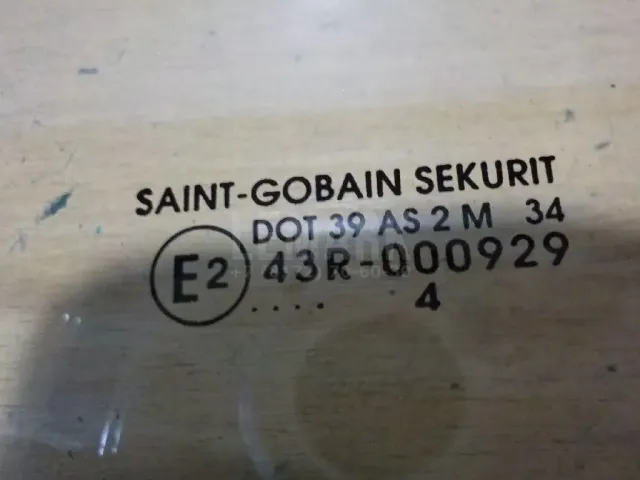 SAINT-GOBAIN SEKURIT
DOT 39 AS 2 M 34
E2 43R-000929
.... 4